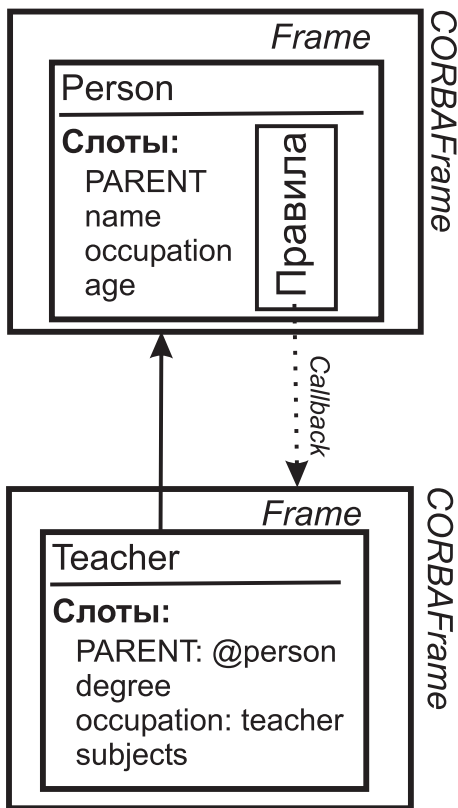 Frame
CORBAFrame
Person
Слоты:
PARENT
name
occupation
age
Правила
Callback
Frame
CORBAFrame
Teacher
Слоты:
PARENT: @person
degree
occupation: teacher
subjects